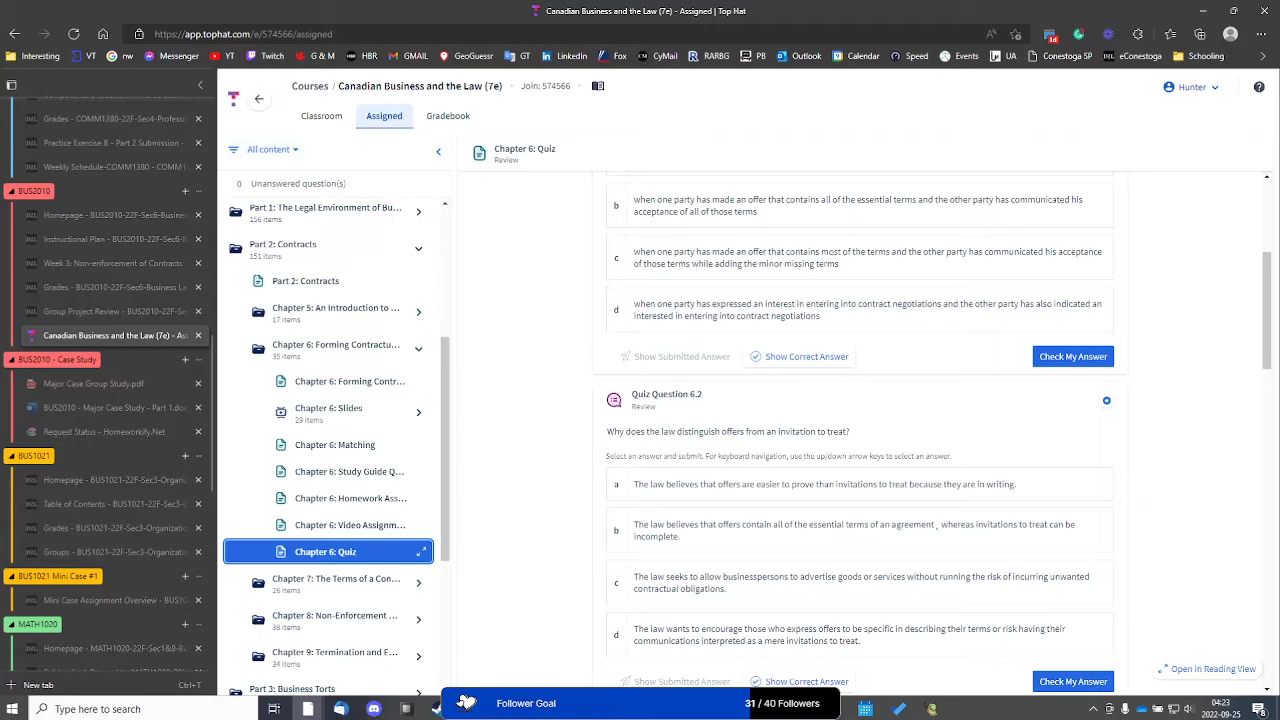 Canadian Business and the Law (7e) - Assigned | Top Hat
https://app.tophat.com/e/574566/assigned
Interesting
VT
YT
nw
Messenger
YT
Twitch
G & M
HBR
GMAIL
GeoGuessr
GT
LinkedIn
Fox
CyMail
RARBG
PB
Outlook
Calendar
Speed
Events
UA
Conestoga SP
eConestoga
Schooling
Courses / Canadian Business and the Law (7e)
Join: 574566
Hunter
Classroom
Assigned
Gradebook
Grades - COMM1380-22F-Sec4-Profess
Practice Exercise B - Part 2 Submission -
Weekly Schedule-COMM1380 - COMM1
BUS2010
Homepage - BUS2010-22F-Sec6-Busines
Instructional Plan - BUS2010-22F-Sec6-B
Week 3: Non-enforcement of Contracts
Grades - BUS2010-22F-Sec6-Business La
Group Project Review - BUS2010-22F-Se
Canadian Business and the Law (7e) - As
BUS2010 - Case Study
Major Case Group Study.pdf
BUS2010 - Major Case Study - Part 1.doc
Request Status - Homeworkify.Net
BUS1021
Homepage - BUS1021-22F-Sec3-Organi
Table of Contents - BUS1021-22F-Sec3-
Grades - BUS1021-22F-Sec3-Organizatio
Groups - BUS1021-22F-Sec3-Organizati
BUS1021 Mini Case #1
Mini Case Assignment Overview - BUS10
MATH1020
Homepage - MATH1020-22F-Sec1&8-Bu
New tab
Ctrl+T
All content
0 Unanswered question(s)
Part 1: The Legal Environment of Bu...
156 items
Part 2: Contracts
151 items
Part 2: Contracts
Chapter 5: An Introduction to ...
17 items
Chapter 6: Forming Contractu...
35 items
Chapter 6: Forming Contr...
Chapter 6: Slides
29 items
Chapter 6: Matching
Chapter 6: Study Guide Q...
Chapter 6: Homework Ass...
Chapter 6: Video Assignm...
Chapter 6: Quiz
Chapter 7: The Terms of a Con...
26 items
Chapter 8: Non-Enforcement ...
38 items
Chapter 9: Termination and E...
34 items
Part 3: Business Torts
Chapter 6: Quiz
Review
b when one party has made an offer that contains all of the essential terms and the other party has communicated his
acceptance of all of those terms
c when one party has made an offer that contains most of the terms and the other party has communicated his acceptance
of those terms while adding the minor missing terms
d when one party has expressed an interest in entering into contract negotiations and the other party has also indicated an
interested in entering into contract negotiations
Show Submitted Answer
Show Correct Answer
Check My Answer
Quiz Question 6.2
Review
Why does the law distinguish offers from an invitation to treat?
Select an answer and submit. For keyboard navigation, use the up/down arrow keys to select an answer.
a The law believes that offers are easier to prove than invitations to treat because they are in writing.
b The law believes that offers contain all of the essential terms of an agreement , whereas invitations to treat can be
incomplete.
c The law seeks to allow businesspersons to advertise goods or services without running the risk of incurring unwanted
contractual obligations.
d The law wants to encourage those who express offers to be specific in describing their terms or risk having their
communications interpreted as a mere invitations to treat.
Open in Reading View
Show Submitted Answer
Show Correct Answer
Check My Answer
Type here to search
Follower Goal
31 / 40 Followers
04:23
2022-09-25